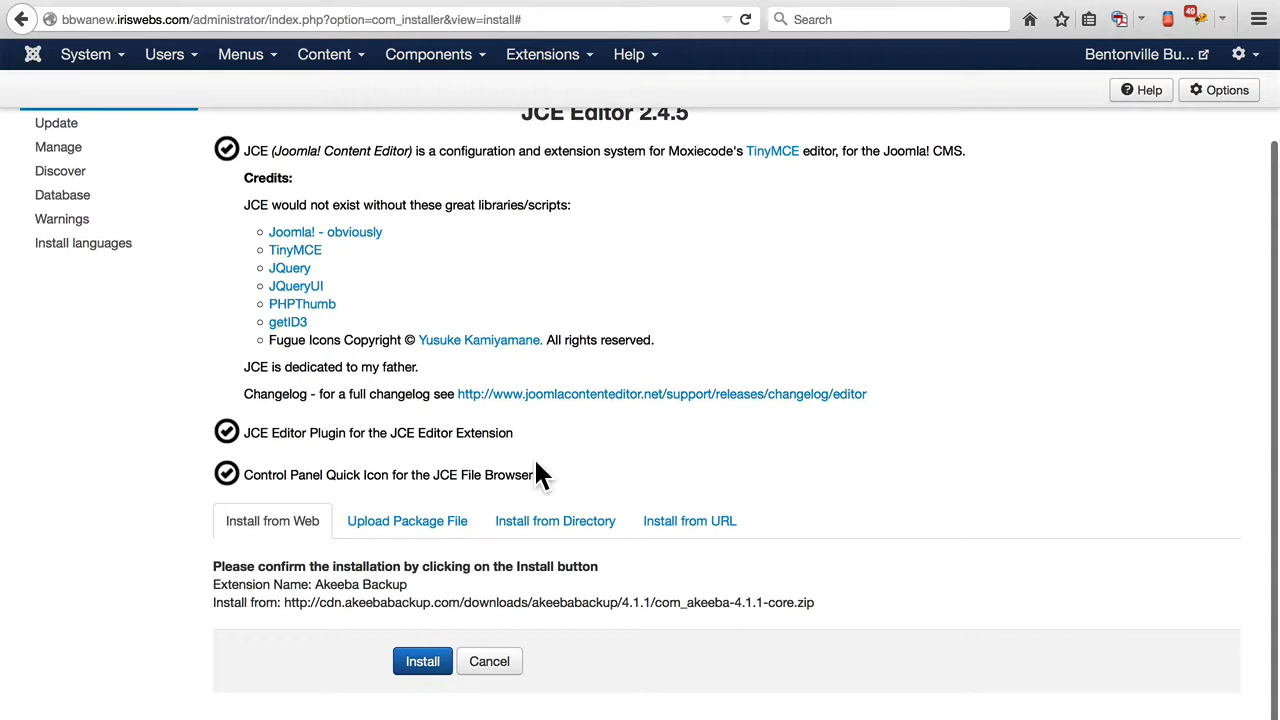 bbwanew.iriswebs.com/administrator/index.php?option=com_installer&view=install#
Search
49
System Users Menus Content Components Extensions Help Bentonville Bu...
Help Options
JCE Editor 2.4.5
Update
Manage
Discover
Database
Warnings
Install languages
JCE (Joomla! Content Editor) is a configuration and extension system for Moxiecode's TinyMCE editor, for the Joomla! CMS.
Credits:
JCE would not exist without these great libraries/scripts:
Joomla! - obviously
TinyMCE
JQuery
JQueryUI
PHPThumb
getID3
Fugue Icons Copyright © Yusuke Kamiyamane. All rights reserved.
JCE is dedicated to my father.
Changelog - for a full changelog see http://www.joomlacontenteditor.net/support/releases/changelog/editor
JCE Editor Plugin for the JCE Editor Extension
Control Panel Quick Icon for the JCE File Browser
Install from Web Upload Package File Install from Directory Install from URL
Please confirm the installation by clicking on the Install button
Extension Name: Akeeba Backup
Install from: http://cdn.akeebabackup.com/downloads/akeebabackup/4.1.1/com_akeeba-4.1.1-core.zip
Install Cancel